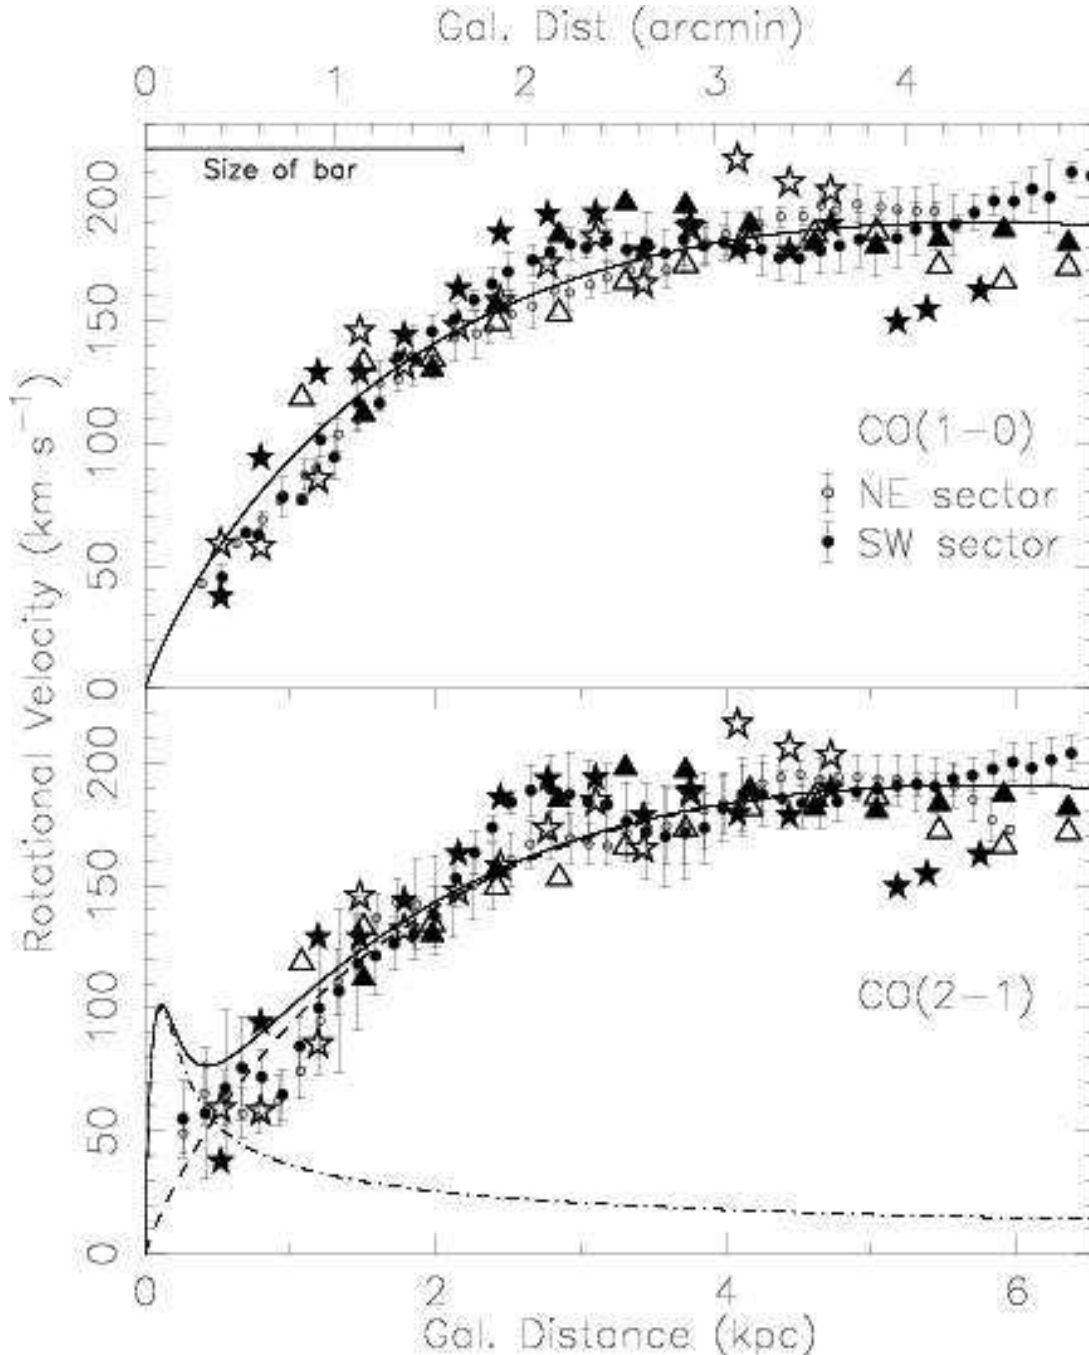 Gal. Dist (arcmin)
0 1 2 3 4
Size of bar
200
150
100
50
0
CO(1-0)
NE sector
SW sector
Rotational Velocity (km s⁻¹)
200
150
100
50
0
CO(2-1)
0 2 4 6
Gal. Distance (kpc)